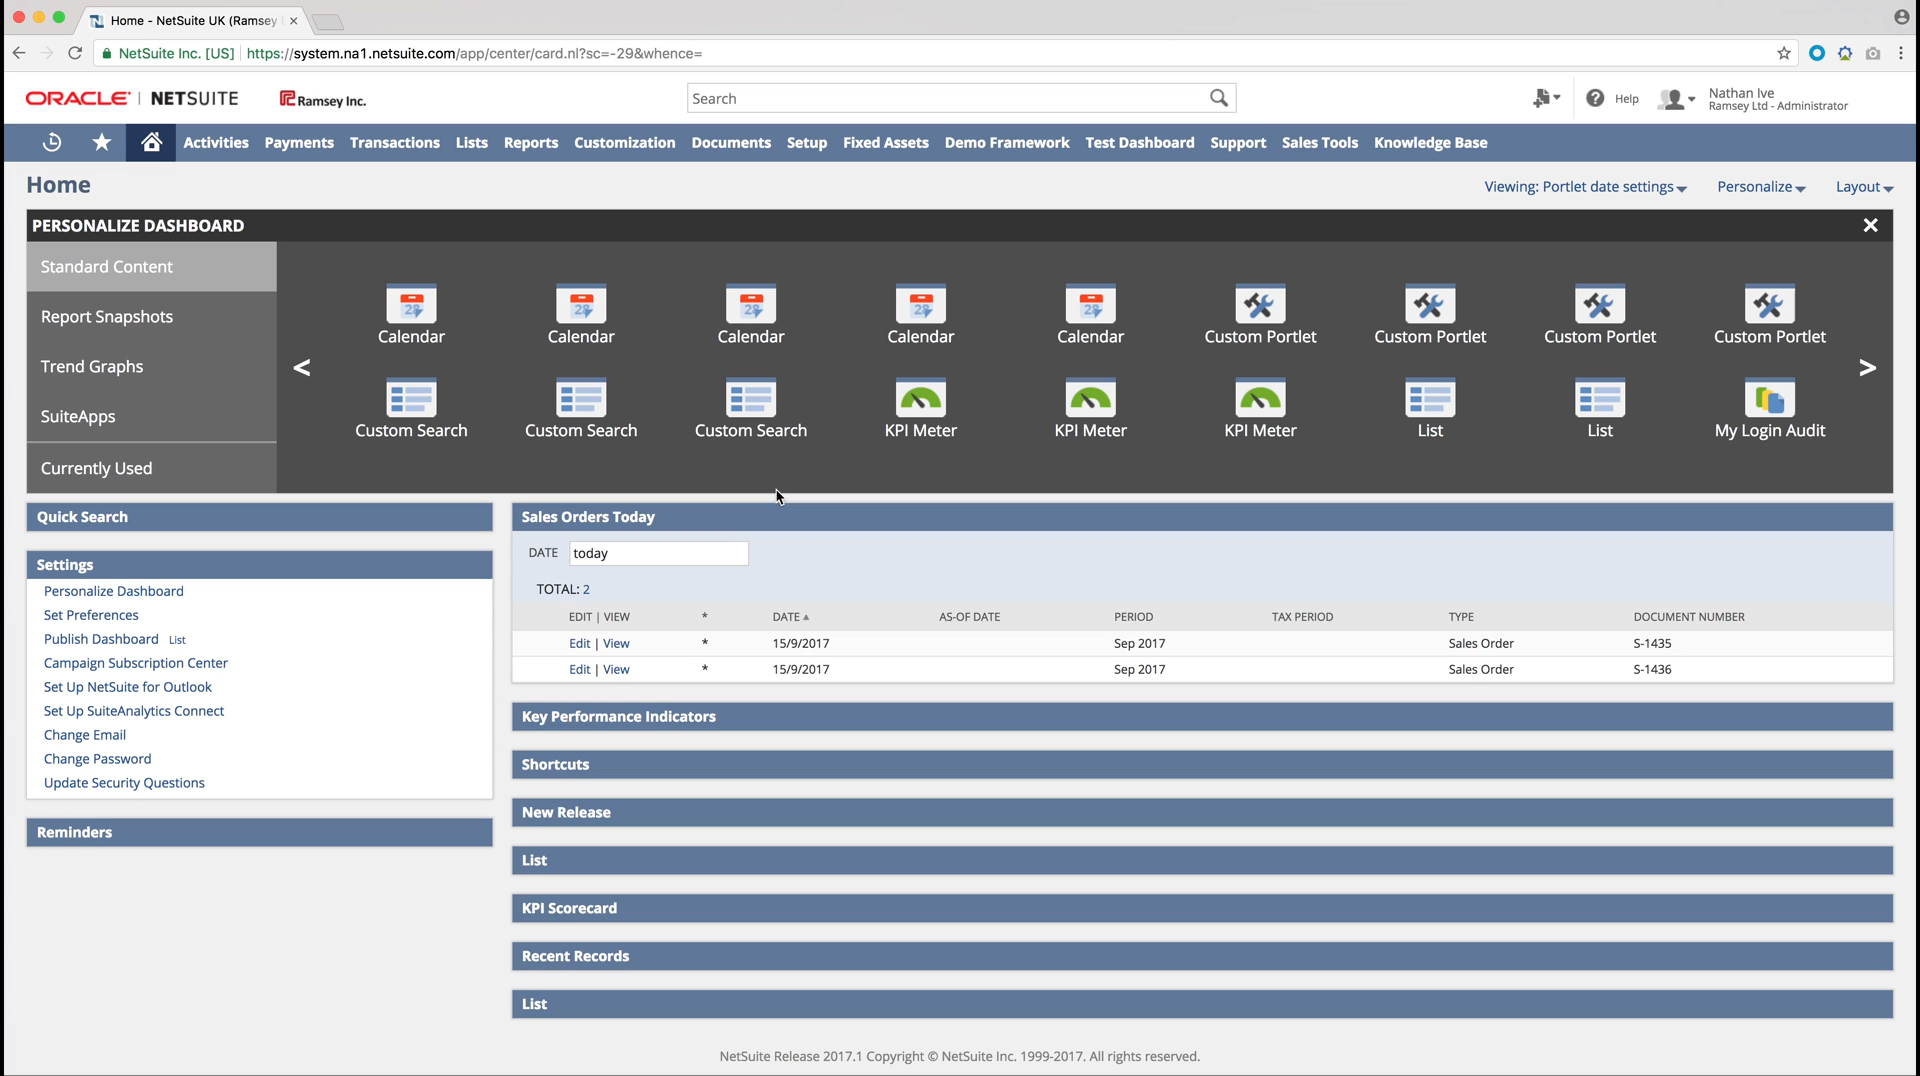 Home - NetSuite UK (Ramsey
NetSuite Inc. [US] https://system.na1.netsuite.com/app/center/card.nl?sc=-29&whence=
ORACLE | NETSUITE Ramsey Inc. Search Help Nathan Ive
Ramsey Ltd - Administrator
Activities Payments Transactions Lists Reports Customization Documents Setup Fixed Assets Demo Framework Test Dashboard Support Sales Tools Knowledge Base
Home Viewing: Portlet date settings Personalize Layout
PERSONALIZE DASHBOARD
Standard Content
Report Snapshots
Trend Graphs
SuiteApps
Currently Used
28 28 28 28 28
Calendar Calendar Calendar Calendar Calendar Custom Portlet Custom Portlet Custom Portlet Custom Portlet
< >
Custom Search Custom Search Custom Search KPI Meter KPI Meter KPI Meter List List My Login Audit
Quick Search
Settings
Personalize Dashboard
Set Preferences
Publish Dashboard List
Campaign Subscription Center
Set Up NetSuite for Outlook
Set Up SuiteAnalytics Connect
Change Email
Change Password
Update Security Questions
Reminders
Sales Orders Today
DATE today
TOTAL: 2
EDIT | VIEW * DATE AS-OF DATE PERIOD TAX PERIOD TYPE DOCUMENT NUMBER
Edit | View * 15/9/2017 Sep 2017 Sales Order S-1435
Edit | View * 15/9/2017 Sep 2017 Sales Order S-1436
Key Performance Indicators
Shortcuts
New Release
List
KPI Scorecard
Recent Records
List
NetSuite Release 2017.1 Copyright © NetSuite Inc. 1999-2017. All rights reserved.